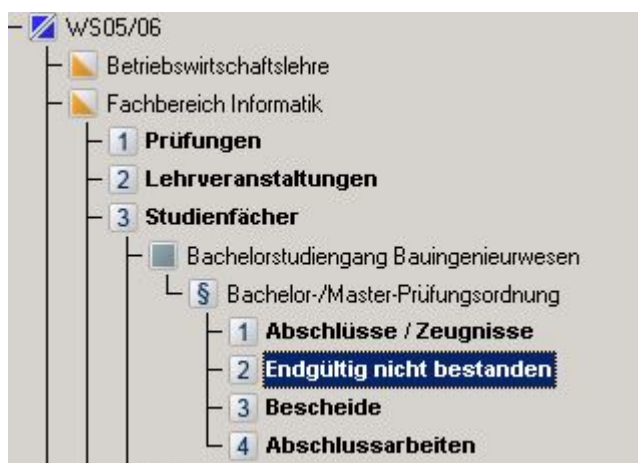 WS05/06
Betriebswirtschaftslehre
Fachbereich Informatik
1 Prüfungen
2 Lehrveranstaltungen
3 Studienfächer
Bachelorstudiengang Bauingenieurwesen
§ Bachelor-/Master-Prüfungsordnung
1 Abschlüsse / Zeugnisse
2 Endgültig nicht bestanden
3 Bescheide
4 Abschlussarbeiten